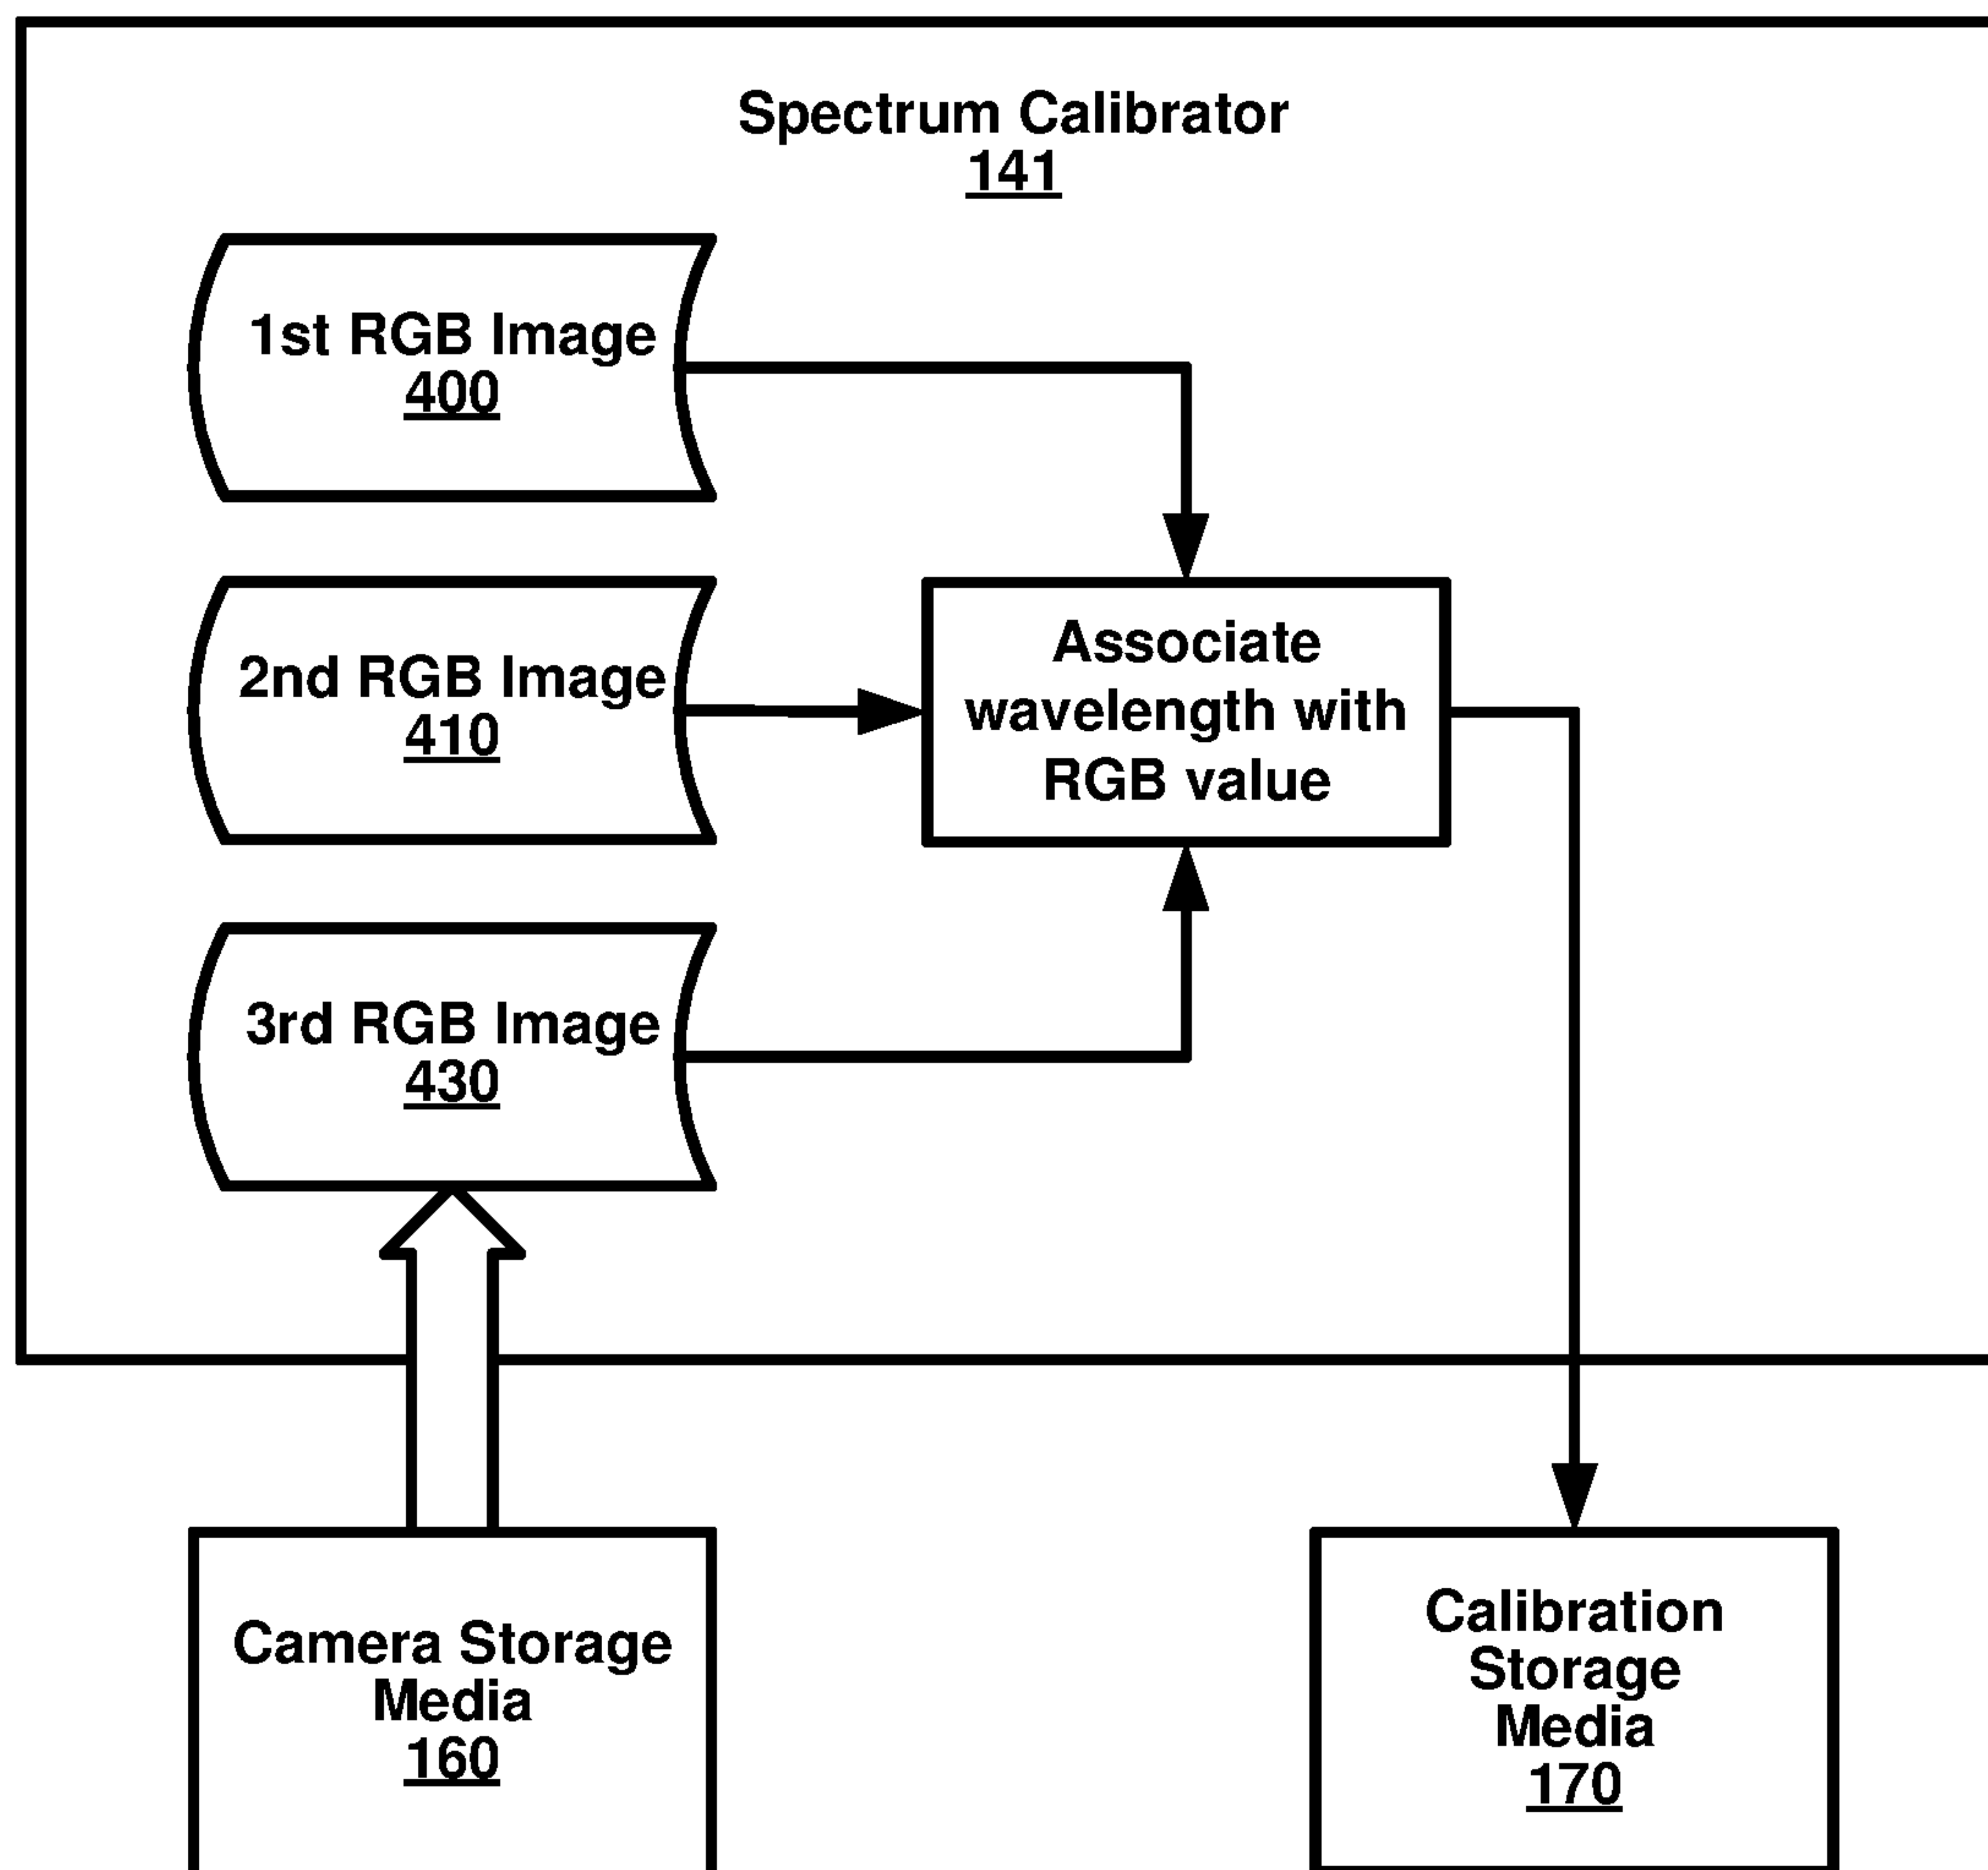 Spectrum Calibrator
141
1st RGB Image
400
2nd RGB Image
410
Associate
wavelength with
RGB value
3rd RGB Image
430
Camera Storage
Media
160
Calibration
Storage
Media
170